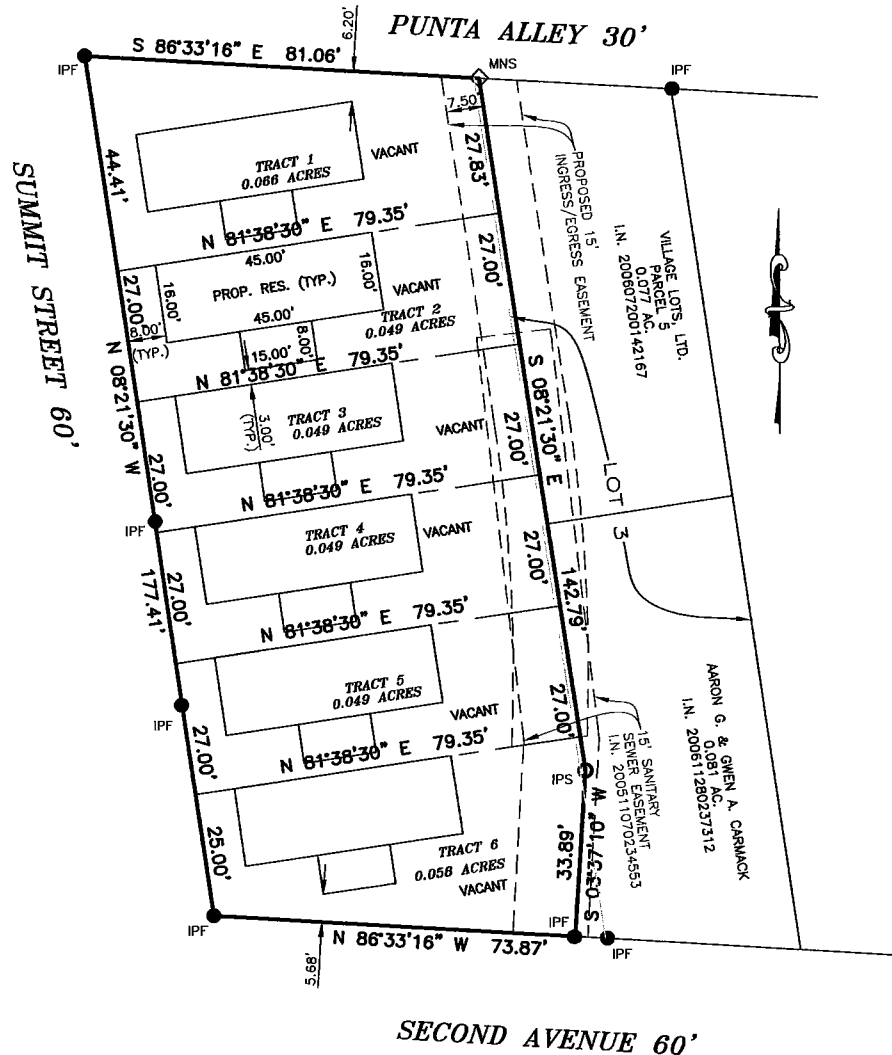 PUNTA ALLEY 30'
S 86°33'16" E 81.06'
6.20'
IPF
MNS
IPF
7.50'
27.83'
PROPOSED 15'
INGRESS/EGRESS EASEMENT
VILLAGE LOTS, LTD.
PARCEL 5
0.077 AC.
I.N. 200607200142167
SUMMIT STREET 60'
44.41'
TRACT 1
0.066 ACRES
VACANT
N 81°38'30" E 79.35'
27.00'
45.00'
16.00'
PROP. RES. (TYP.)
16.00'
VACANT
TRACT 2
0.049 ACRES
45.00'
8.00'
15.00'
27.00'
8.00'
(TYP.)
N 81°38'30" E 79.35'
N 08°21'30" W
S 08°21'30" E
LOT 3
TRACT 3
0.049 ACRES
VACANT
3.00'
(TYP.)
27.00'
27.00'
N 81°38'30" E 79.35'
IPF
TRACT 4
0.049 ACRES
VACANT
27.00'
177.41'
27.00'
142.79'
N 81°38'30" E 79.35'
TRACT 5
0.049 ACRES
VACANT
27.00'
IPF
27.00'
N 81°38'30" E 79.35'
IPS
15' SANITARY
SEWER EASEMENT
I.N. 200511070234553
AARON G. & GWEN A. CARMACK
0.081 AC.
I.N. 200611280237312
S 03°37'10" W
33.89'
25.00'
TRACT 6
0.058 ACRES
VACANT
IPF
N 86°33'16" W 73.87'
5.68'
IPF
IPF
SECOND AVENUE 60'